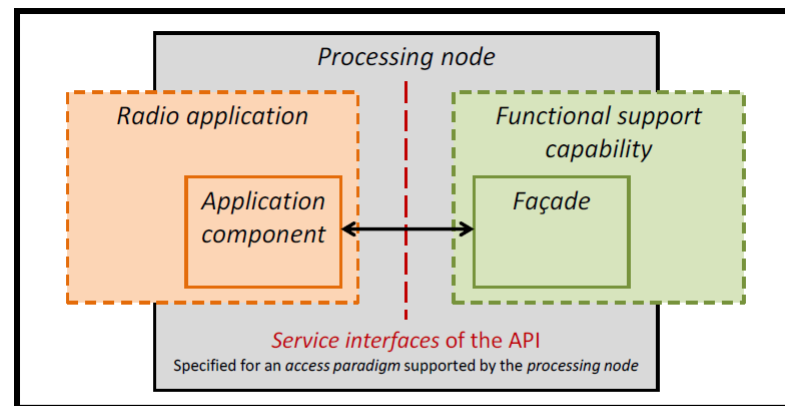 Processing node
Radio application
Functional support
capability
Application
component
Façade
Service interfaces of the API
Specified for an access paradigm supported by the processing node